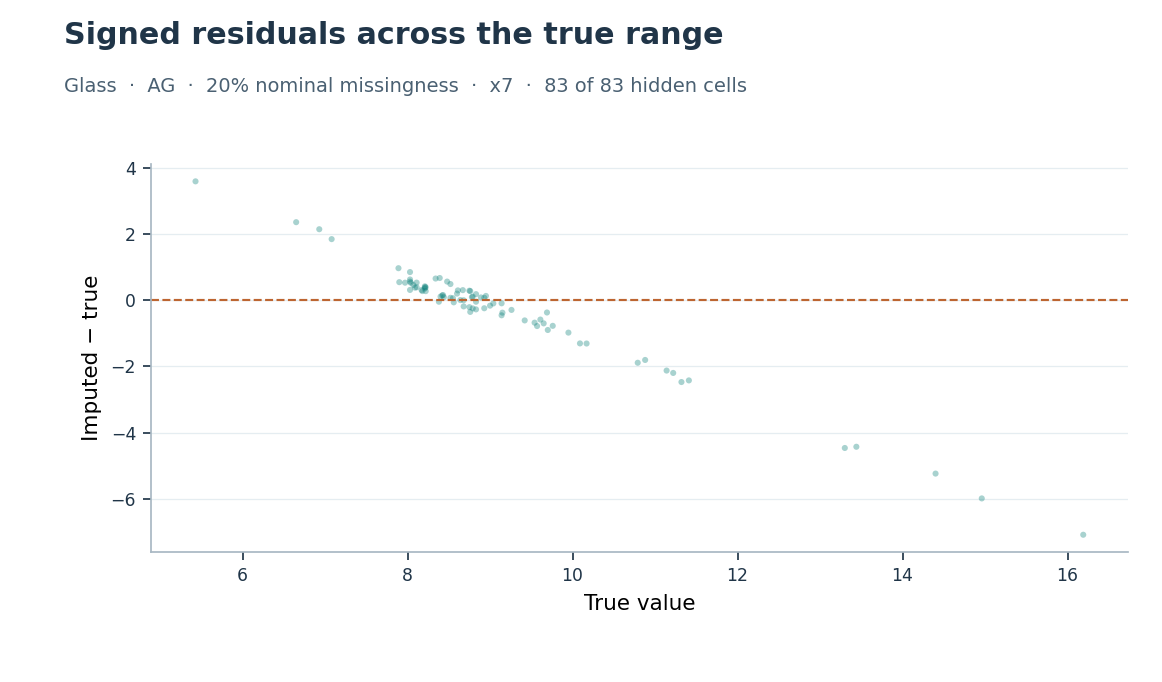 Signed residuals across the true range
Glass · AG · 20% nominal missingness · x7 · 83 of 83 hidden cells
4
2
0
−2
−4
−6
Imputed − true
6 8 10 12 14 16
True value